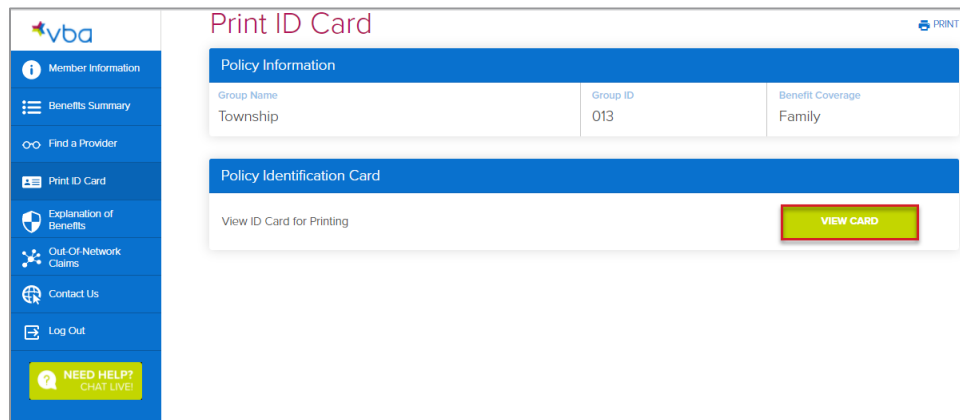 vba
Member Information
Benefits Summary
Find a Provider
Print ID Card
Explanation of
Benefits
Out-Of-Network
Claims
Contact Us
Log Out
NEED HELP?
CHAT LIVE!
Print ID Card
PRINT
Policy Information
Group Name
Group ID
Benefit Coverage
Township
013
Family
Policy Identification Card
View ID Card for Printing
VIEW CARD